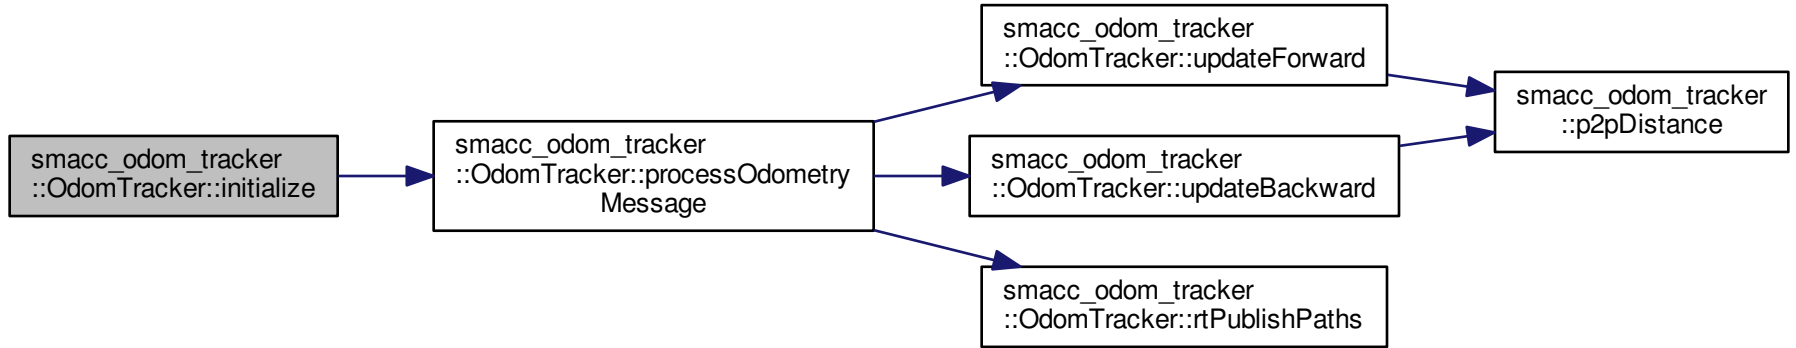 smacc_odom_tracker
::OdomTracker::initialize
smacc_odom_tracker
::OdomTracker::processOdometry
Message
smacc_odom_tracker
::OdomTracker::updateForward
smacc_odom_tracker
::OdomTracker::updateBackward
smacc_odom_tracker
::OdomTracker::rtPublishPaths
smacc_odom_tracker
::p2pDistance